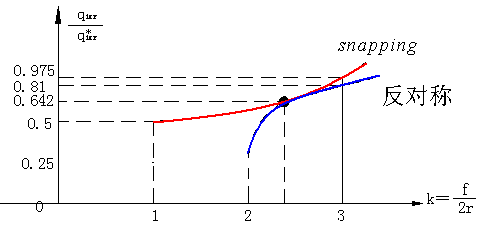 q_cr
q*_cr
snapping
0.975
0.81
0.642
反对称
0.5
0.25
0
1
2
3
k=f/2r